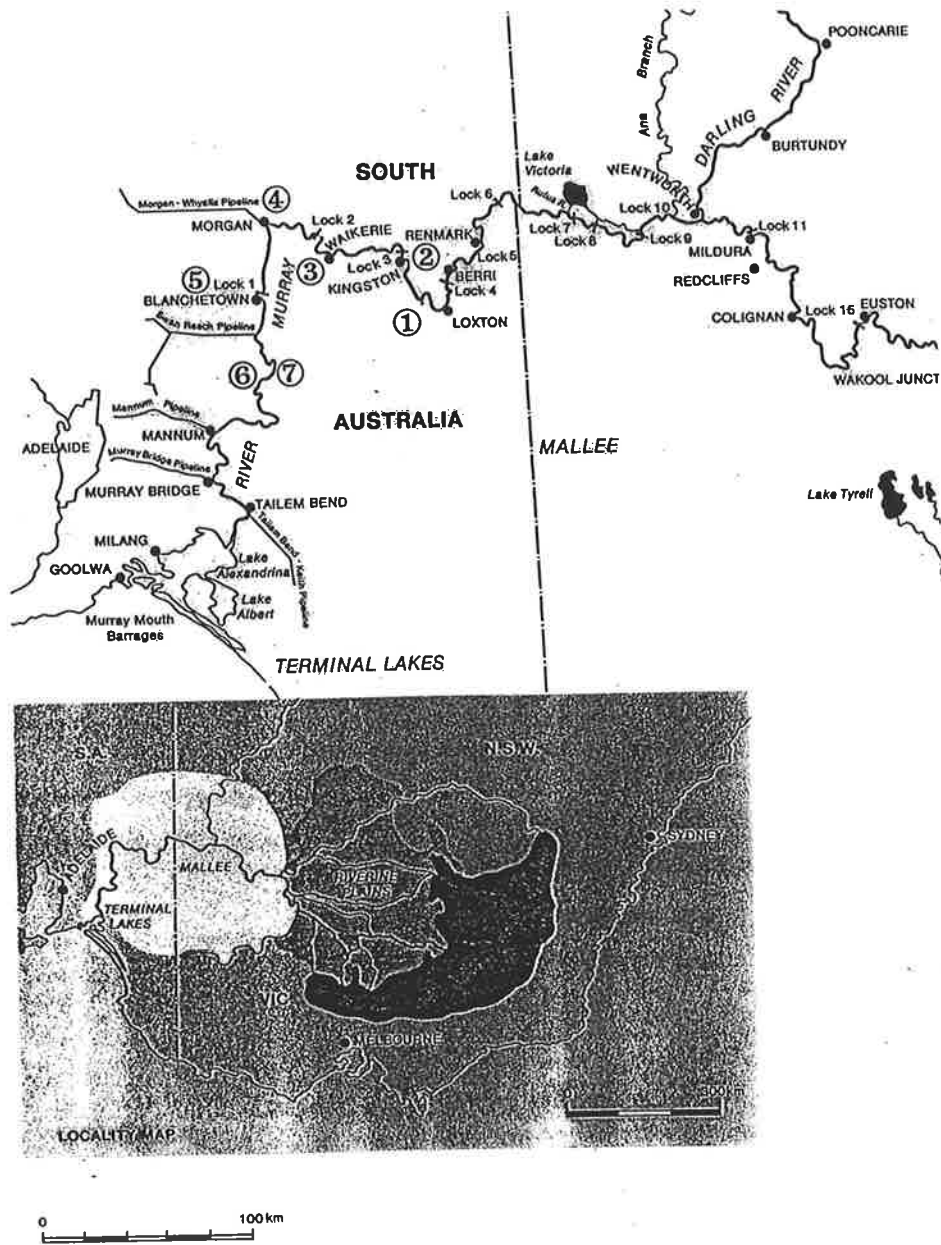 POONCARIE
Ana Branch
DARLING RIVER
BURTUNDY
SOUTH
Lake
Victoria
Lock 6
WENTWORTH
Rufus R.
Morgan - Whyalla Pipeline
④
MORGAN
Lock 2
WAIKERIE
RENMARK
Lock 7
Lock 8
Lock 10
Lock 9
Lock 11
MILDURA
REDCLIFFS
③
Lock 3
②
KINGSTON
Lock 5
BERRI
Lock 4
⑤
Lock 1
BLANCHETOWN
MURRAY
①
LOXTON
COLIGNAN
Lock 15
EUSTON
Swan Reach Pipeline
WAKOOL JUNCT
⑥
⑦
Mannum - Pipeline
AUSTRALIA
MANNUM
ADELAIDE
MALLEE
Murray Bridge Pipeline
RIVER
MURRAY BRIDGE
TAILEM BEND
Lake Tyrell
Tailem Bend - Keith Pipeline
MILANG
GOOLWA
Lake
Alexandrina
Lake
Albert
Murray Mouth
Barrages
TERMINAL LAKES
S.A.
N.S.W.
ADELAIDE
MALLEE
RIVERINE
PLAINS
SYDNEY
TERMINAL
LAKES
VIC
MELBOURNE
0
300
LOCALITY MAP
0
100 km